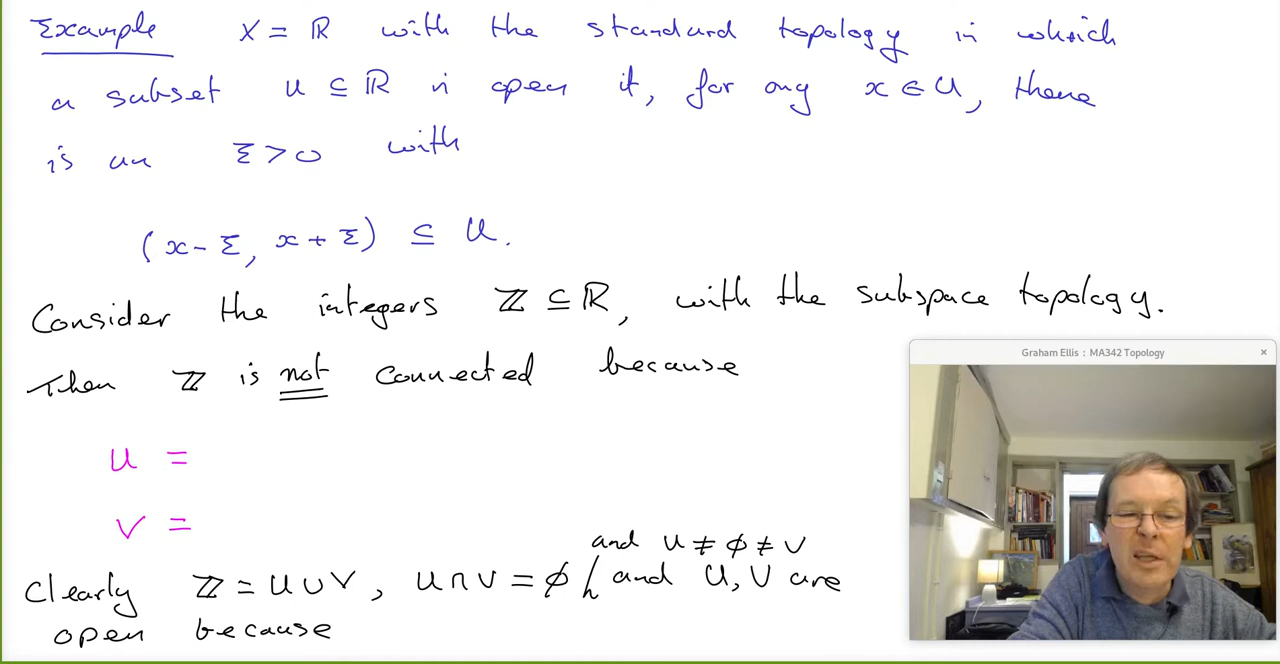 Example X = ℝ with the standard topology in which
a subset U ⊆ ℝ is open if, for any x ∈ U, there
is an ε > 0 with
(x - ε, x + ε) ⊆ U.
Consider the integers ℤ ⊆ ℝ, with the subspace topology.
Then ℤ is not connected because
Graham Ellis : MA342 Topology
U =
V =
and U ≠ ϕ ≠ V
Clearly ℤ = U ∪ V, U ∩ V = ϕ and U, V are
open because